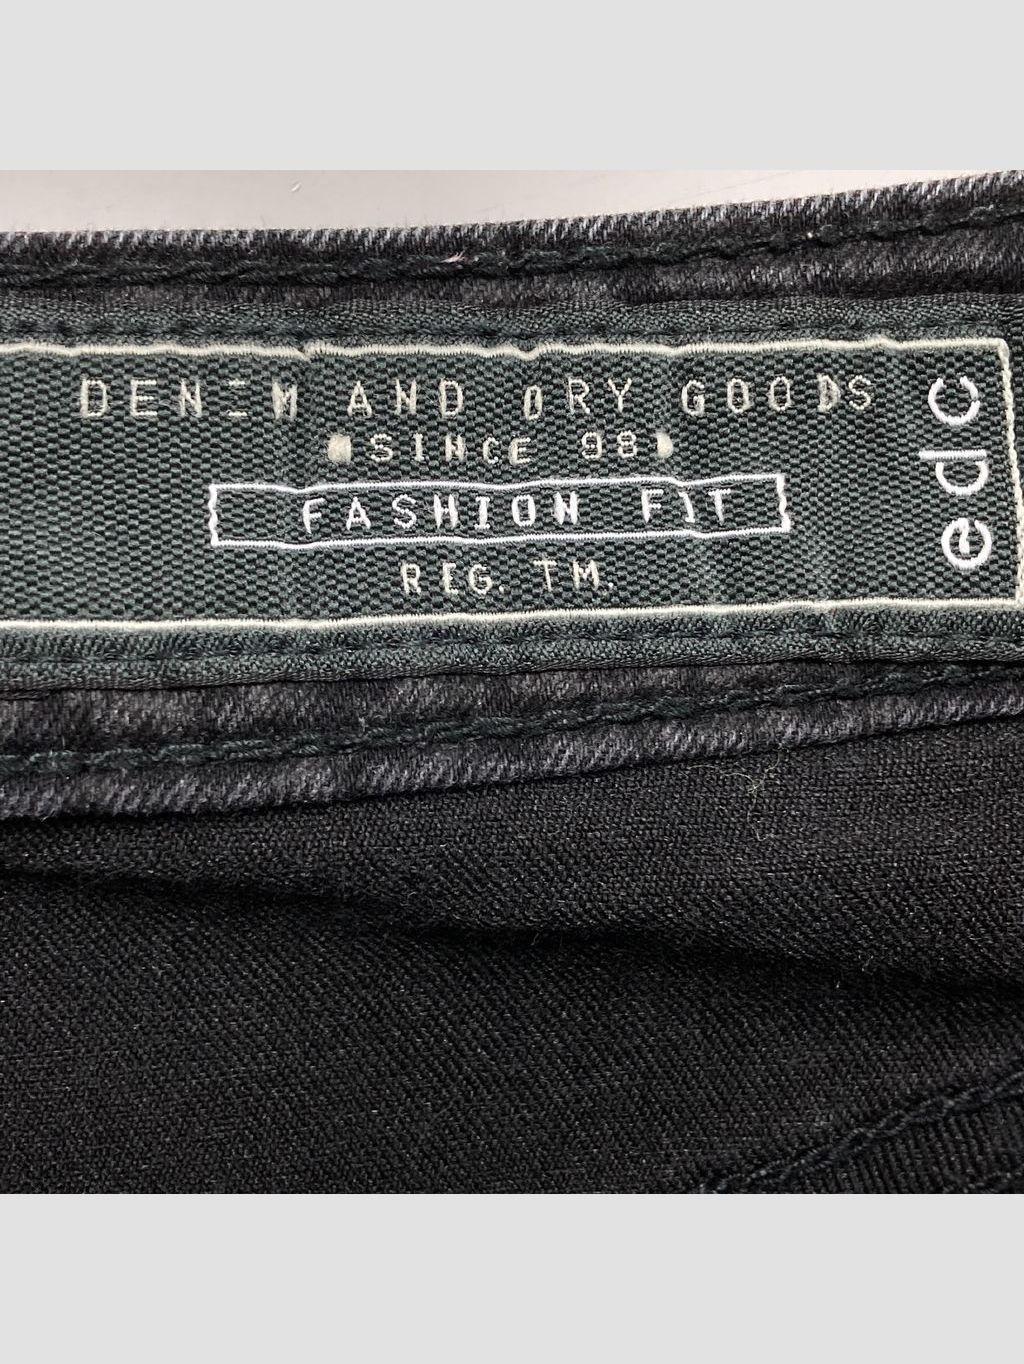 DENIM AND DRY GOODS
SINCE 98
FASHION FIT
REG. TM.
edc